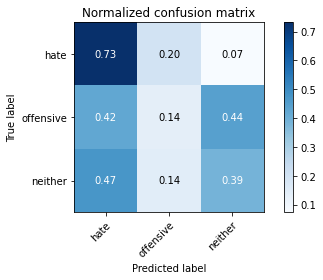 Normalized confusion matrix
True label
hate
offensive
neither
0.73 0.20 0.07
0.42 0.14 0.44
0.47 0.14 0.39
hate
offensive
neither
Predicted label
0.7
0.6
0.5
0.4
0.3
0.2
0.1